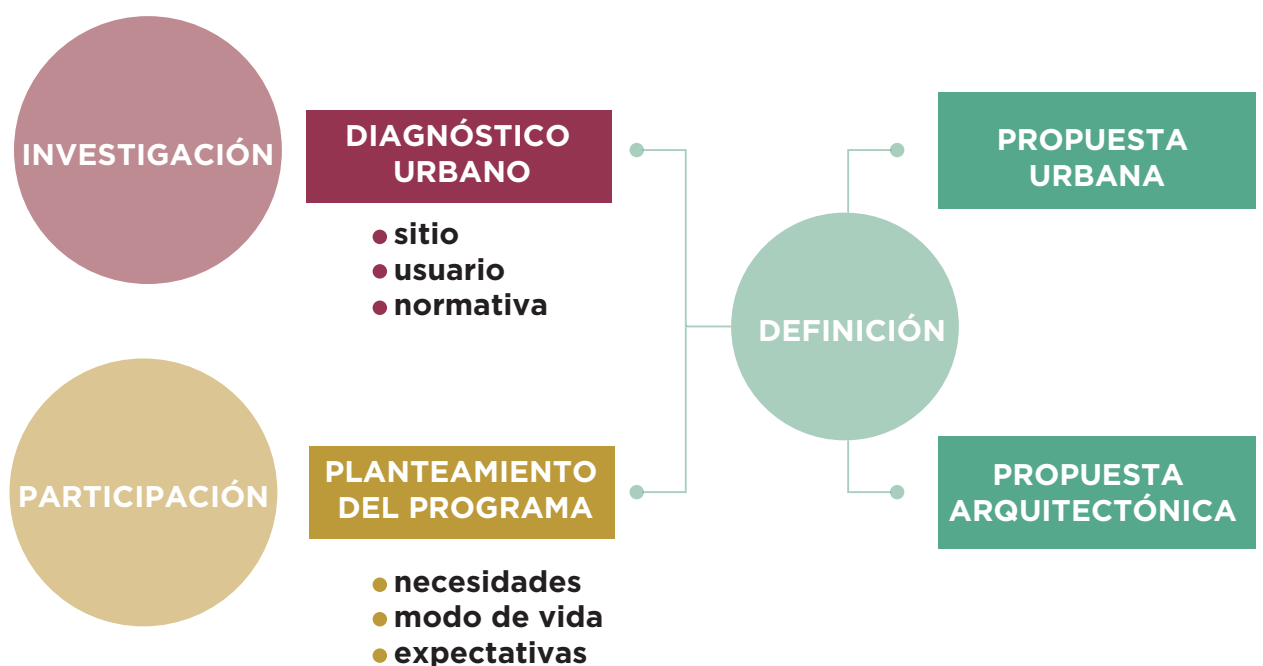 INVESTIGACIÓN
DIAGNÓSTICO
URBANO
sitio
usuario
normativa
PARTICIPACIÓN
PLANTEAMIENTO
DEL PROGRAMA
necesidades
modo de vida
expectativas
DEFINICIÓN
PROPUESTA
URBANA
PROPUESTA
ARQUITECTÓNICA